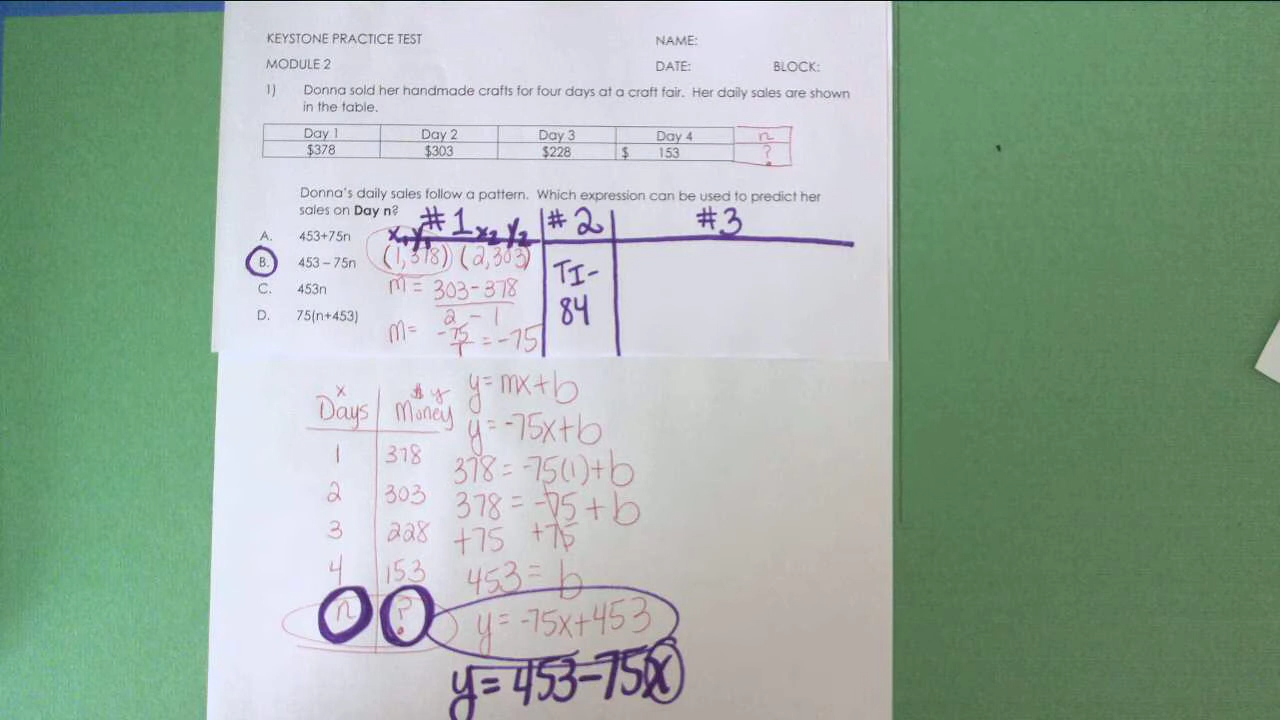 KEYSTONE PRACTICE TEST NAME:
MODULE 2 DATE: BLOCK:
1) Donna sold her handmade crafts for four days at a craft fair. Her daily sales are shown
in the table.
Day 1 Day 2 Day 3 Day 4 n
$378 $303 $228 $ 153 ?
Donna's daily sales follow a pattern. Which expression can be used to predict her
sales on Day n?
#1 #2 #3
A. 453+75n
x₁ y₁ x₂ y₂
B. 453 – 75n
(1,378) (2,303)
C. 453n
D. 75(n+453)
m = 303-378
2 - 1
m= -75
1
= -75
TI-
84
x $ y
Days Money
1 378
2 303
3 228
4 153
n ?
y=mx+b
y=-75x+b
378=-75(1)+b
378=-75+b
+75 +75
453=b
y=-75x+453
y=453-75x